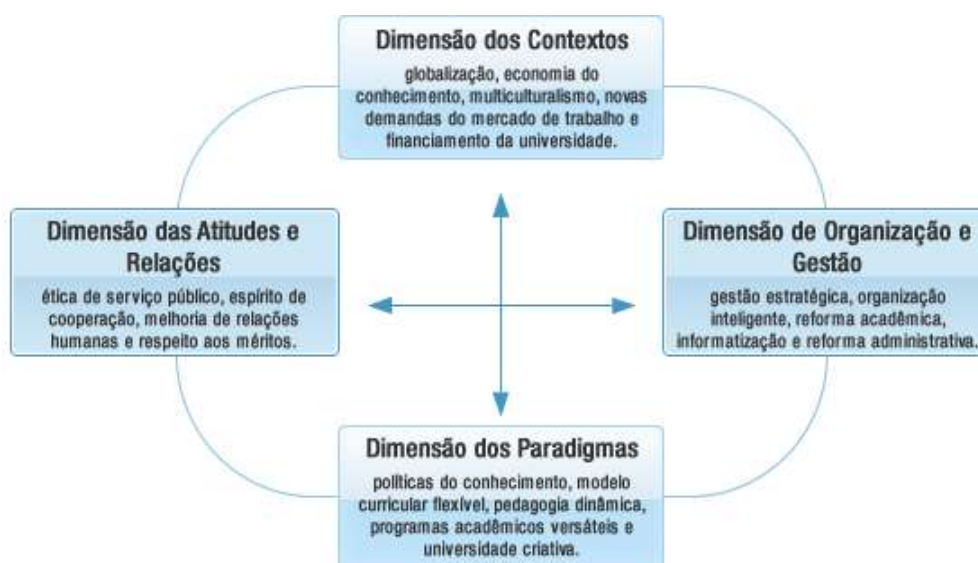 Dimensão dos Contextos
globalização, economia do
conhecimento, multiculturalismo, novas
demandas do mercado de trabalho e
financiamento da universidade.
Dimensão das Atitudes e
Relações
ética de serviço público, espírito de
cooperação, melhoria de relações
humanas e respeito aos méritos.
Dimensão de Organização e
Gestão
gestão estratégica, organização
inteligente, reforma acadêmica,
informatização e reforma administrativa.
Dimensão dos Paradigmas
políticas do conhecimento, modelo
curricular flexível, pedagogia dinâmica,
programas acadêmicos versáteis e
universidade criativa.